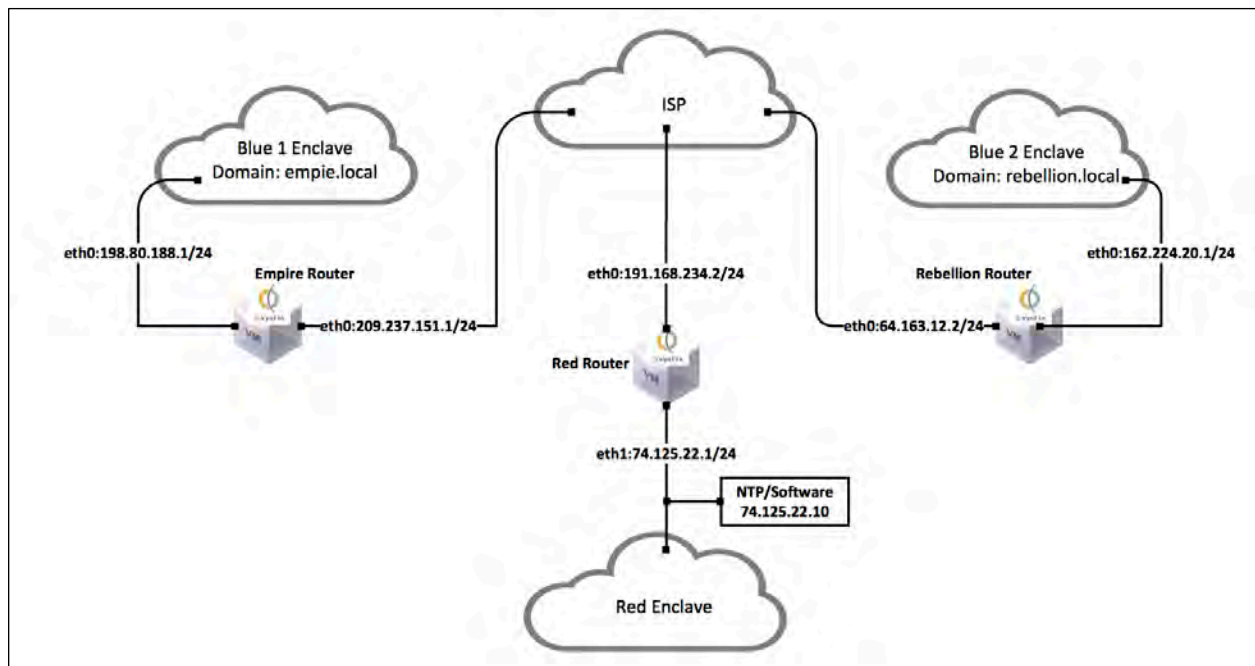 ISP
Blue 1 Enclave
Domain: empie.local
Blue 2 Enclave
Domain: rebellion.local
eth0:198.80.188.1/24
Empire Router
VM
eth0:209.237.151.1/24
eth0:191.168.234.2/24
Red Router
VM
Rebellion Router
eth0:162.224.20.1/24
VM
eth0:64.163.12.2/24
eth1:74.125.22.1/24
NTP/Software
74.125.22.10
Red Enclave